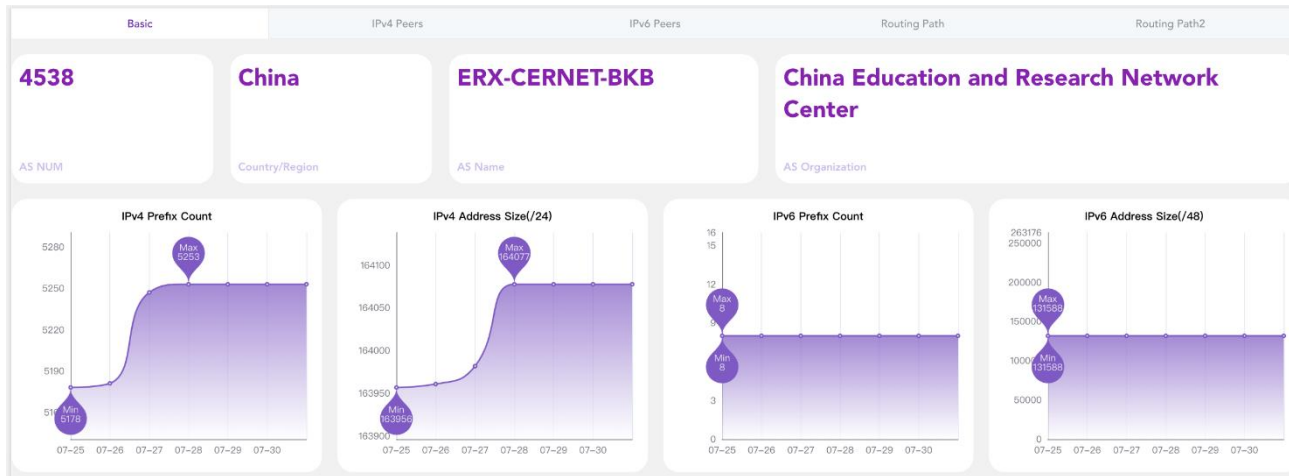 Basic
IPv4 Peers
IPv6 Peers
Routing Path
Routing Path2
4538
AS NUM
China
Country/Region
ERX-CERNET-BKB
AS Name
China Education and Research Network
Center
AS Organization
IPv4 Prefix Count
5280
5250
5220
5190
Max
5253
Min
5178
07-25
07-26
07-27
07-28
07-29
07-30
IPv4 Address Size(/24)
164100
164050
164000
163950
163900
Max
164077
Min
163956
07-25
07-26
07-27
07-28
07-29
07-30
IPv6 Prefix Count
16
15
12
9
3
0
Max
8
Min
8
07-25
07-26
07-27
07-28
07-29
07-30
IPv6 Address Size(/48)
263176
250000
200000
150000
50000
0
Max
131588
Min
131588
07-25
07-26
07-27
07-28
07-29
07-30